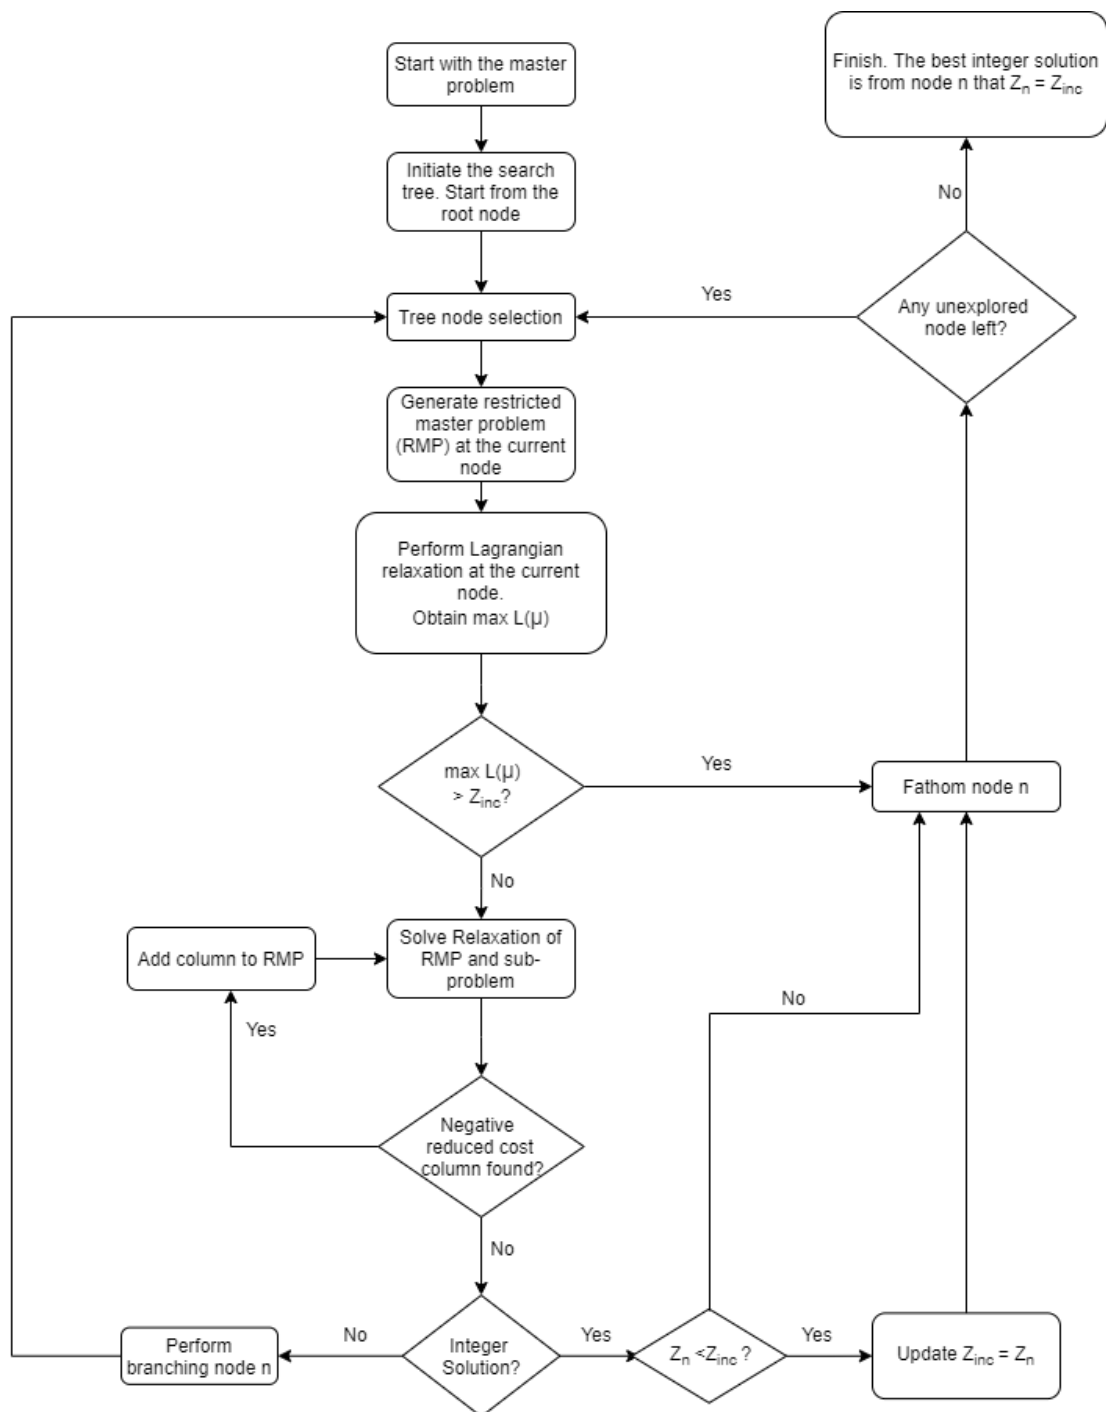 Start with the master
problem
Finish. The best integer solution
is from node n that Zₙ = Z_inc
Initiate the search
tree. Start from the
root node
No
Tree node selection
Yes
Any unexplored
node left?
Generate restricted
master problem
(RMP) at the current
node
Perform Lagrangian
relaxation at the current
node.
Obtain max L(μ)
max L(μ)
> Z_inc?
Yes
Fathom node n
No
Add column to RMP
Solve Relaxation of
RMP and sub-
problem
No
Yes
Negative
reduced cost
column found?
No
Perform
branching node n
No
Integer
Solution?
Yes
Zₙ <Z_inc ?
Yes
Update Z_inc = Zₙ